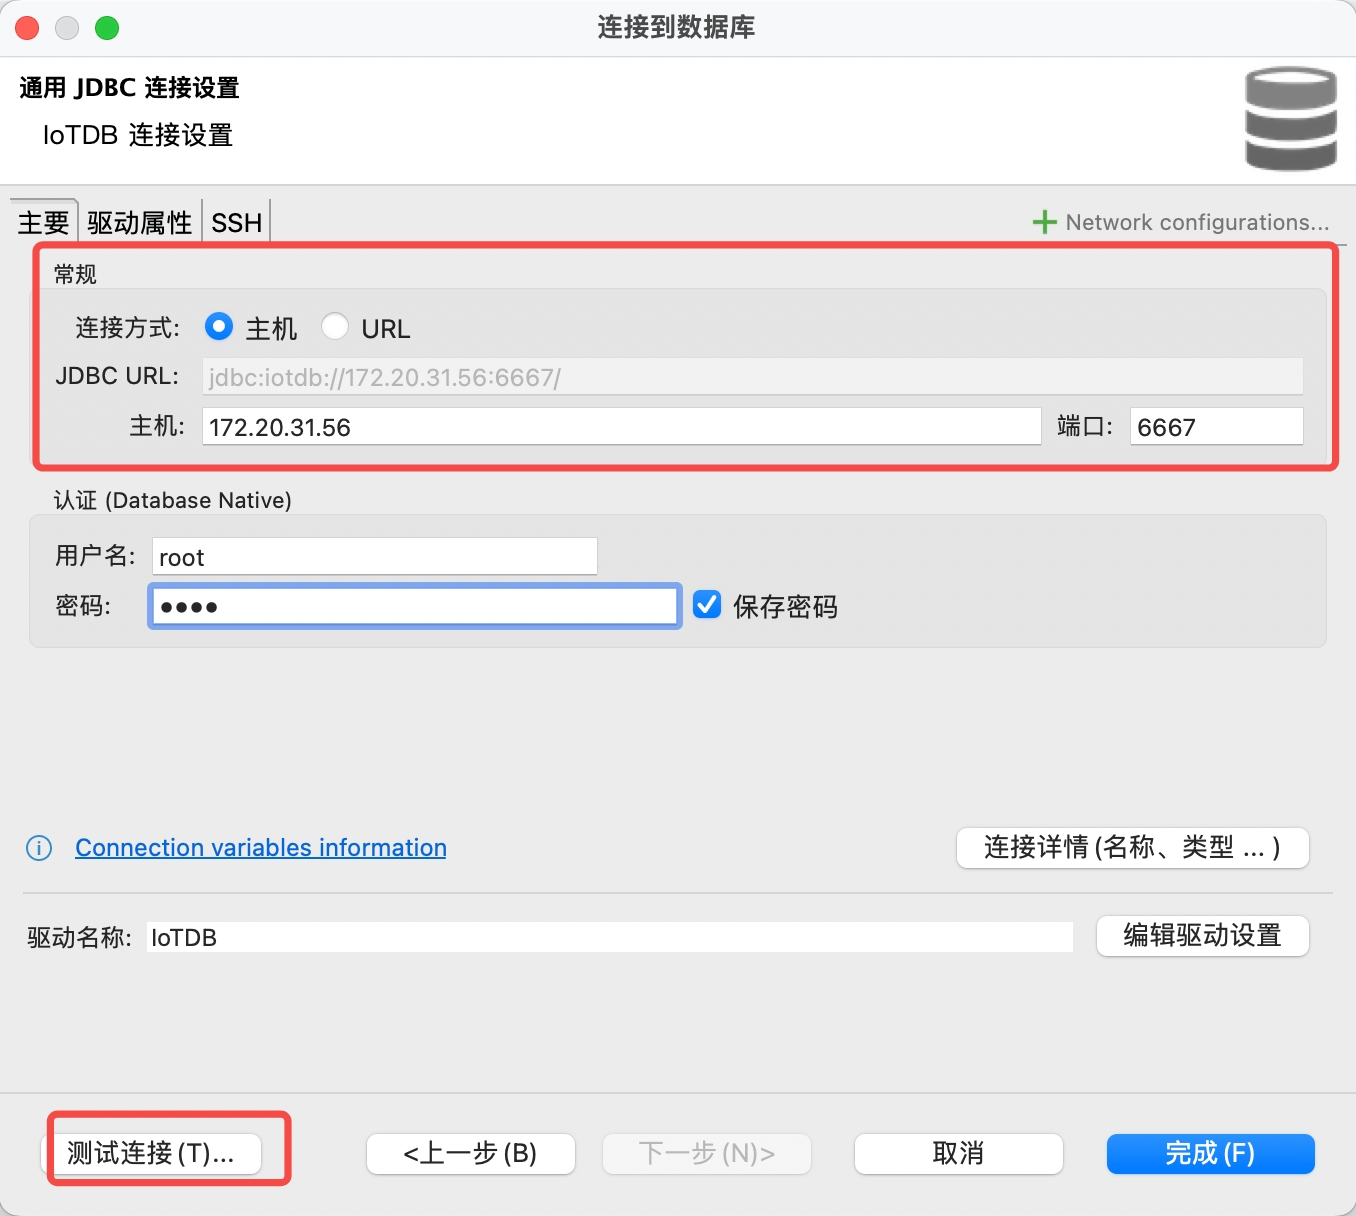 连接到数据库
通用 JDBC 连接设置
IoTDB 连接设置
主要 驱动属性 SSH Network configurations...
常规
连接方式: 主机 URL
JDBC URL: jdbc:iotdb://172.20.31.56:6667/
主机: 172.20.31.56 端口: 6667
认证 (Database Native)
用户名: root
密码: •••• 保存密码
Connection variables information 连接详情(名称、类型 ... )
驱动名称: IoTDB 编辑驱动设置
测试连接(T)... <上一步(B) 下一步(N)> 取消 完成(F)